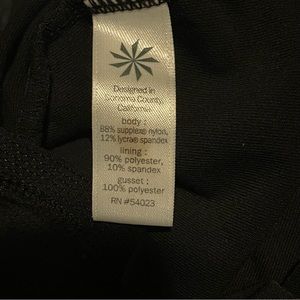 Designed in
Sonoma County,
California
body :
88% supplex® nylon,
12% lycra® spandex
lining :
90% polyester,
10% spandex
gusset :
100% polyester
RN #54023